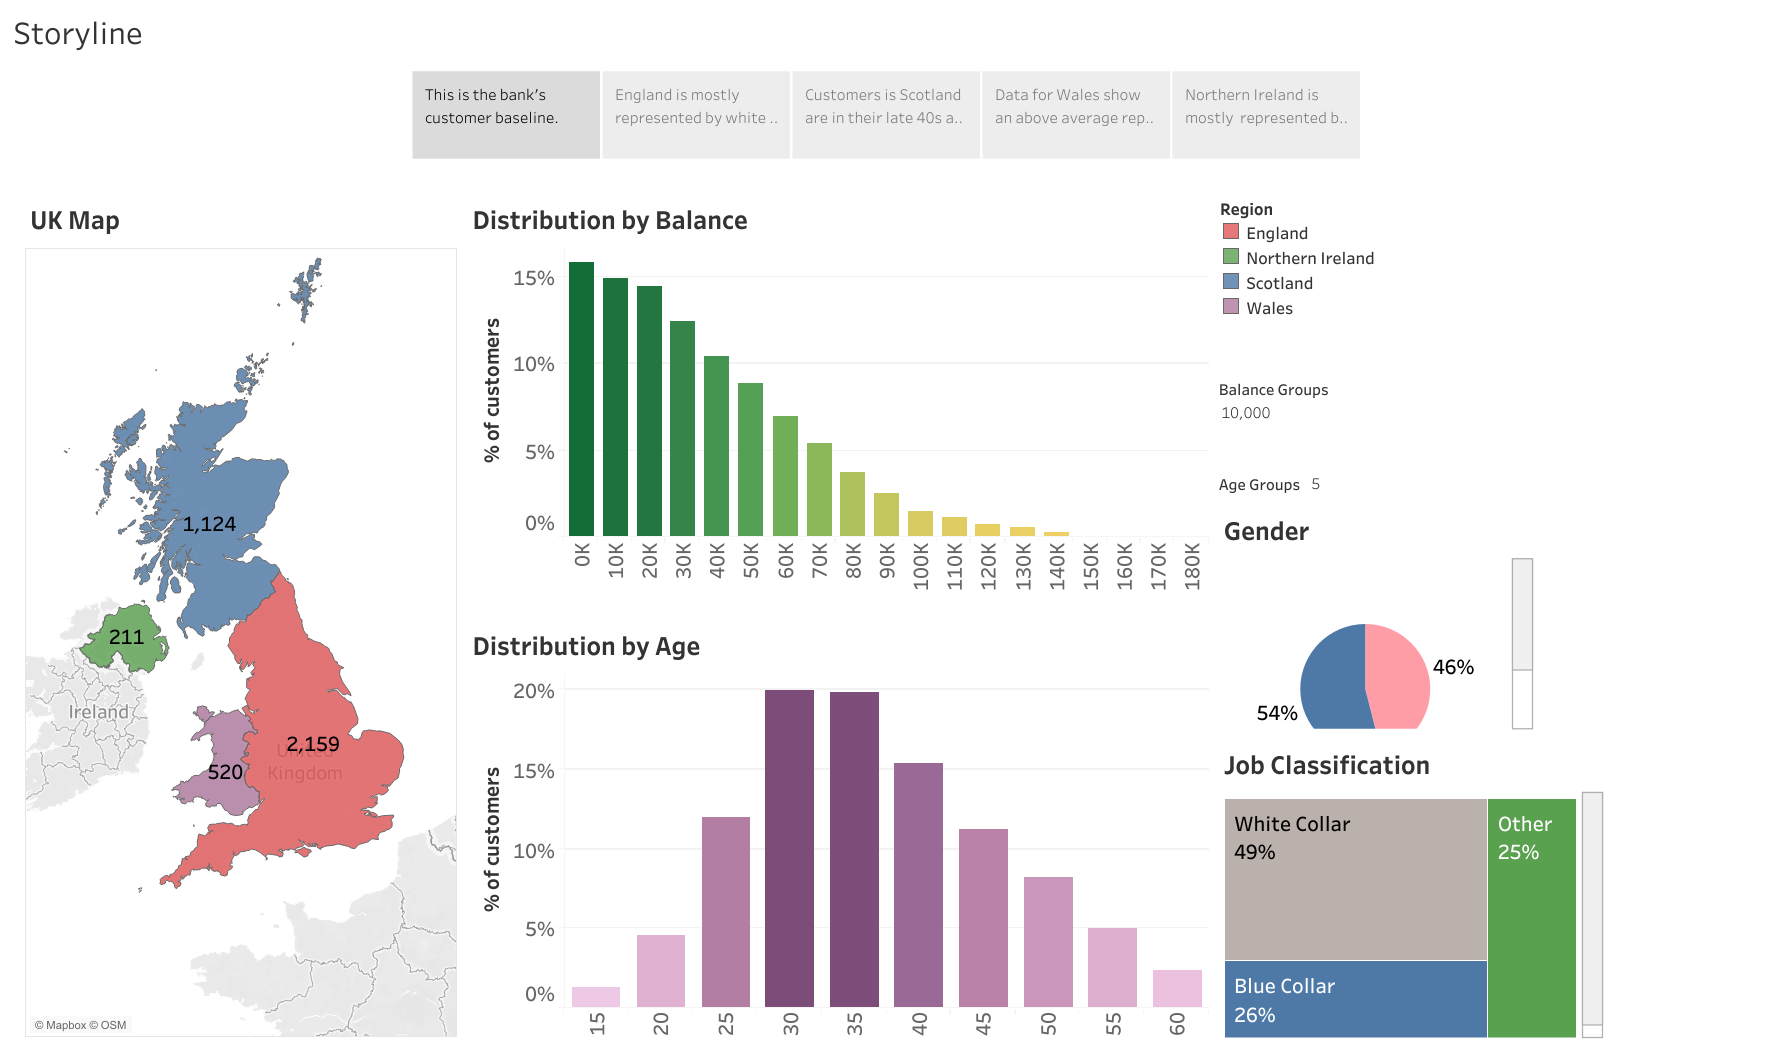 Storyline
This is the bank's
customer baseline.
England is mostly
represented by white ..
Customers is Scotland
are in their late 40s a..
Data for Wales show
an above average rep..
Northern Ireland is
mostly represented b..
UK Map
1,124
211
Ireland
2,159
United
Kingdom
520
© Mapbox © OSM
Distribution by Balance
% of customers
15%
10%
5%
0%
0K
10K
20K
30K
40K
50K
60K
70K
80K
90K
100K
110K
120K
130K
140K
150K
160K
170K
180K
Distribution by Age
% of customers
20%
15%
10%
5%
0%
15
20
25
30
35
40
45
50
55
60
Region
England
Northern Ireland
Scotland
Wales
Balance Groups
10,000
Age Groups 5
Gender
46%
54%
Job Classification
White Collar
49%
Other
25%
Blue Collar
26%